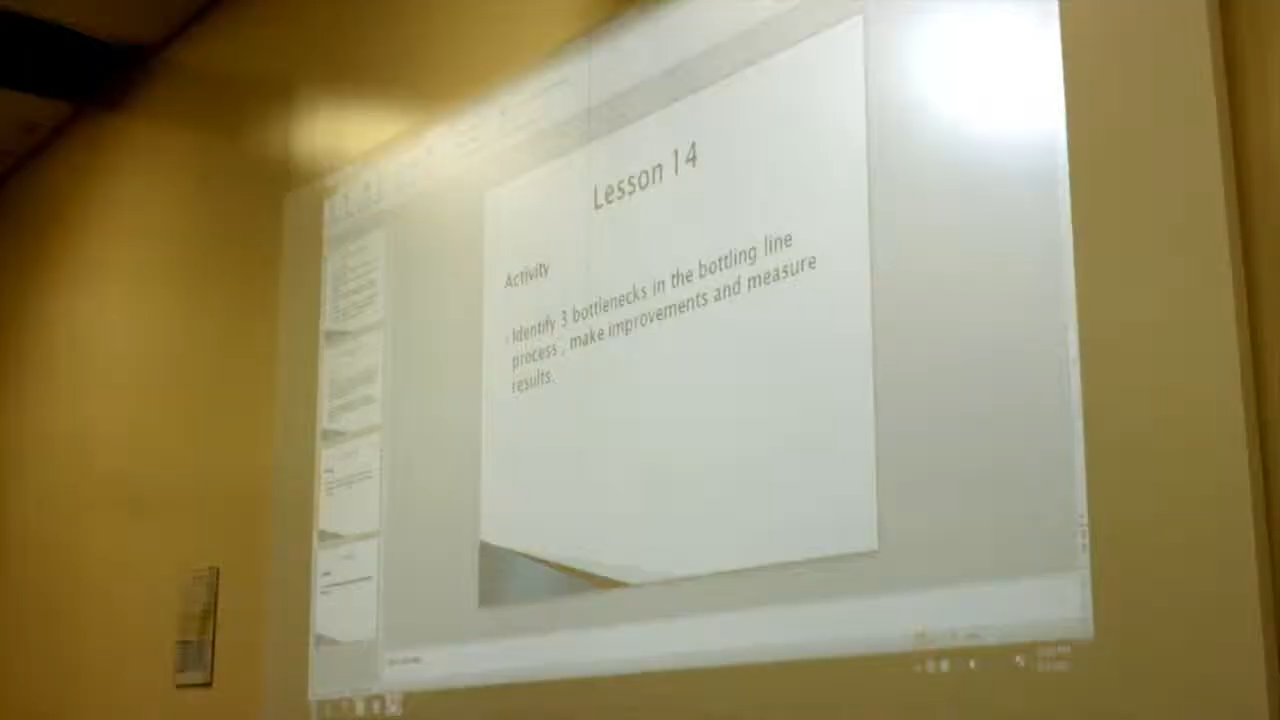 Lesson 14
Activity
Identify 3 bottlenecks in the bottling line
process , make improvements and measure
results.